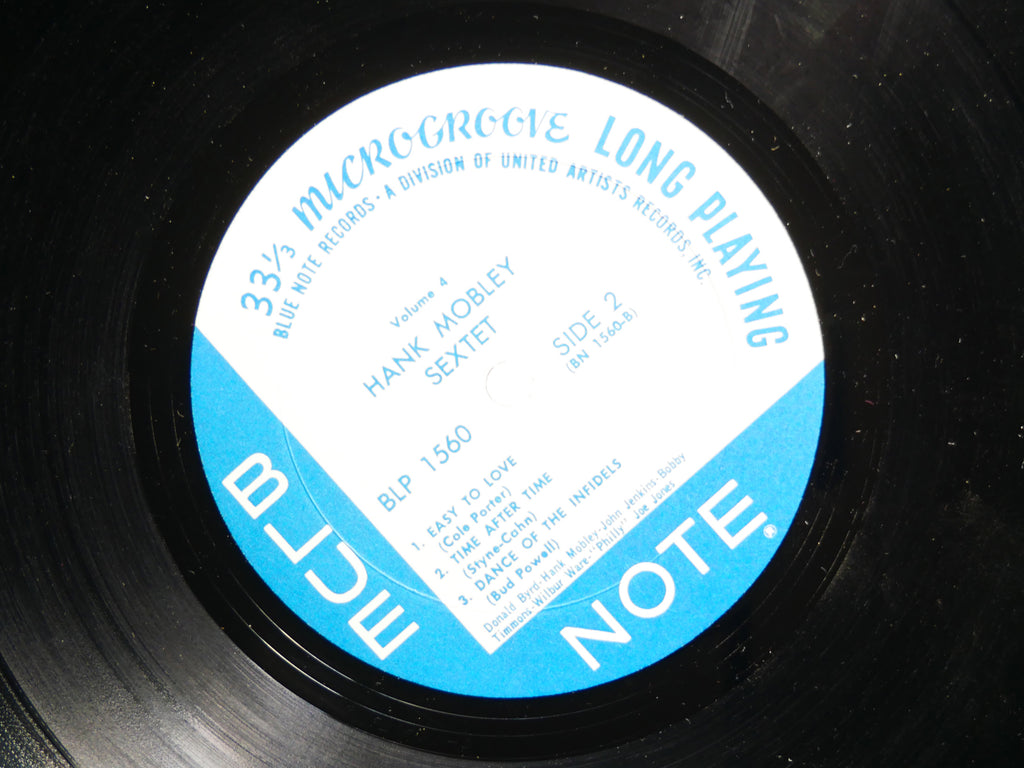 33⅓ MICROGROOVE LONG PLAYING
BLUE NOTE RECORDS · A DIVISION OF UNITED ARTISTS RECORDS, INC.
Volume 4
HANK MOBLEY
SEXTET
SIDE 2
(BN 1560-B)
BLP 1560
1. EASY TO LOVE
(Cole Porter)
2. TIME AFTER TIME
(Styne-Cahn)
3. DANCE OF THE INFIDELS
(Bud Powell)
Donald Byrd-Hank Mobley-John Jenkins-Bobby
Timmons-Wilbur Ware-"Philly" Joe Jones
BLUE
NOTE®